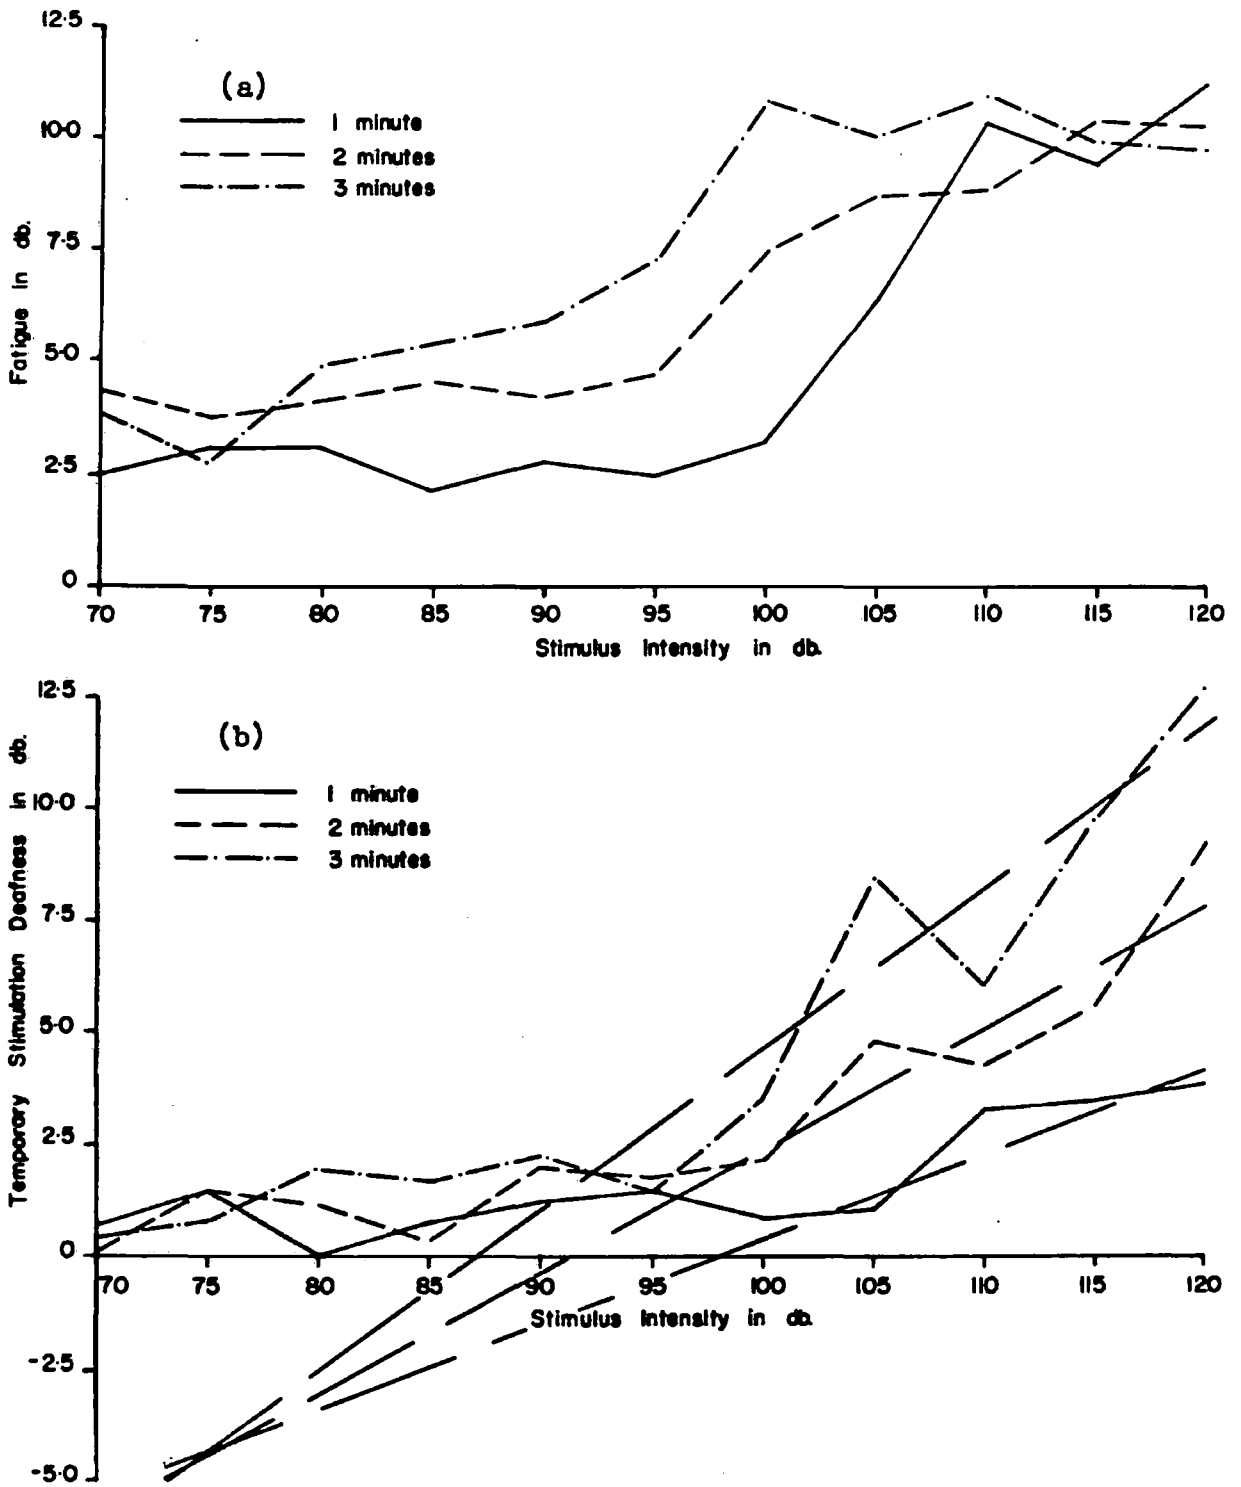 12·5
(a)
1 minute
10·0
2 minutes
3 minutes
7·5
Fatigue in db.
5·0
2·5
0
70 75 80 85 90 95 100 105 110 115 120
Stimulus Intensity in db.
12·5
(b)
1 minute
10·0
2 minutes
3 minutes
7·5
Temporary Stimulation Deafness in db.
5·0
2·5
0
70 75 80 85 90 95 100 105 110 115 120
Stimulus Intensity in db.
-2·5
-5·0